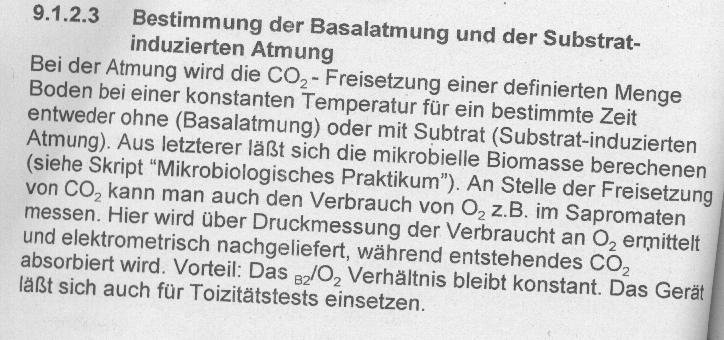 9.1.2.3 Bestimmung der Basalatmung und der Substrat-
induzierten Atmung
Bei der Atmung wird die CO₂- Freisetzung einer definierten Menge
Boden bei einer konstanten Temperatur für ein bestimmte Zeit
entweder ohne (Basalatmung) oder mit Subtrat (Substrat-induzierten
Atmung). Aus letzterer läßt sich die mikrobielle Biomasse berechenen
(siehe Skript “Mikrobiologisches Praktikum”). An Stelle der Freisetzung
von CO₂ kann man auch den Verbrauch von O₂ z.B. im Sapromaten
messen. Hier wird über Druckmessung der Verbraucht an O₂ ermittelt
und elektrometrisch nachgeliefert, während entstehendes CO₂
absorbiert wird. Vorteil: Das B2/O₂ Verhältnis bleibt konstant. Das Gerät
läßt sich auch für Toizitätstests einsetzen.